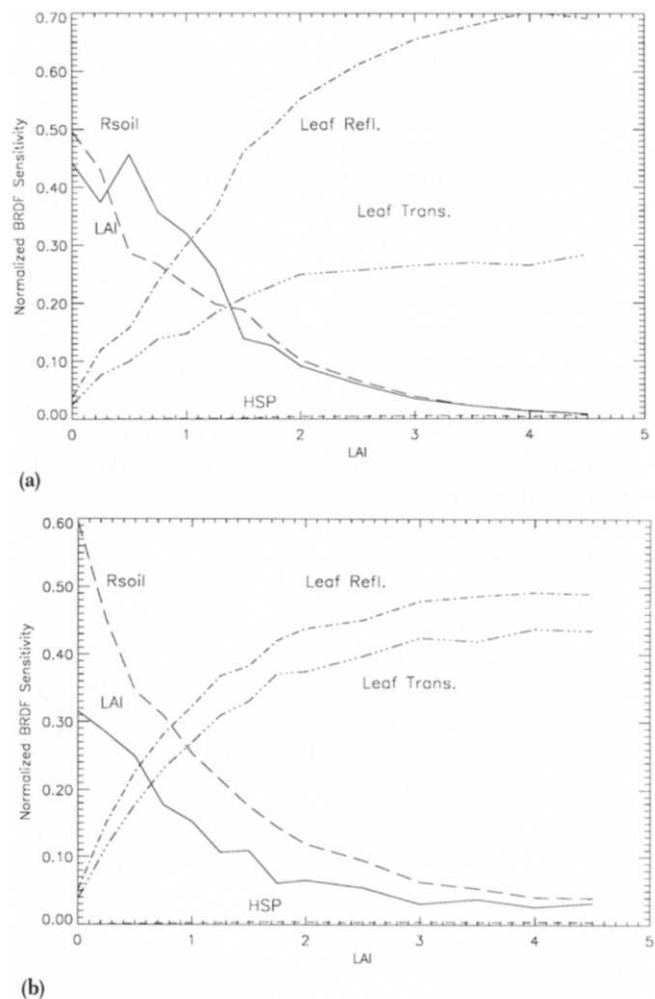 0.70
0.60
0.50
0.40
0.30
0.20
0.10
0.00
Normalized BRDF Sensitivity
Rsoil
LAI
Leaf Refl.
Leaf Trans.
HSP
0 1 2 3 4 5
LAI
(a)
0.60
0.50
0.40
0.30
0.20
0.10
0.00
Normalized BRDF Sensitivity
Rsoil
LAI
Leaf Refl.
Leaf Trans.
HSP
0 1 2 3 4 5
LAI
(b)